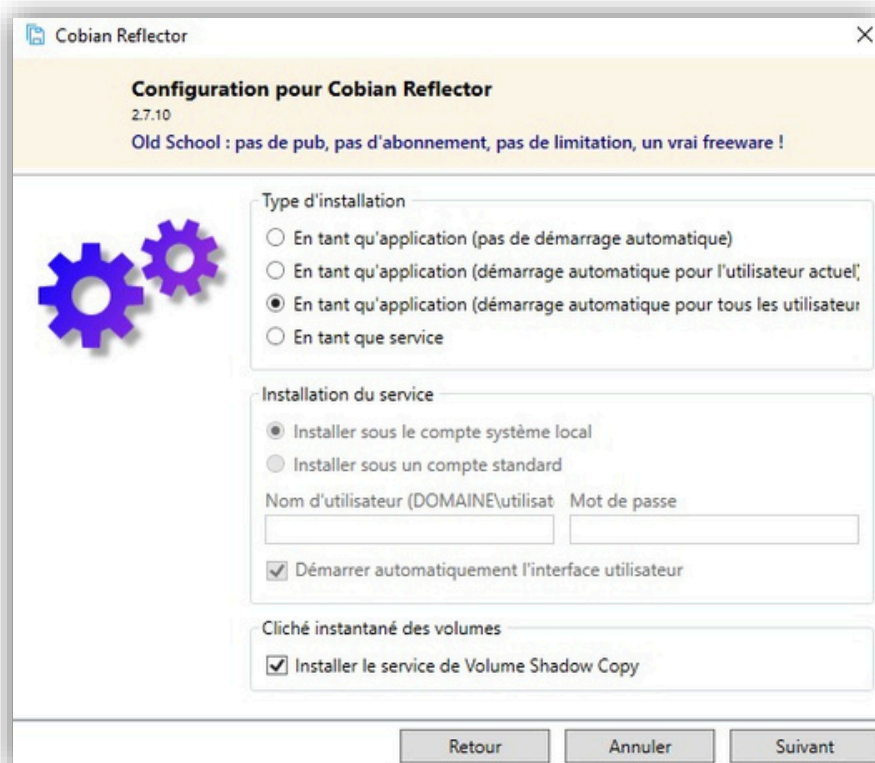 Cobian Reflector
Configuration pour Cobian Reflector
2.7.10
Old School : pas de pub, pas d'abonnement, pas de limitation, un vrai freeware !
Type d'installation
En tant qu'application (pas de démarrage automatique)
En tant qu'application (démarrage automatique pour l'utilisateur actuel)
En tant qu'application (démarrage automatique pour tous les utilisateur
En tant que service
Installation du service
Installer sous le compte système local
Installer sous un compte standard
Nom d'utilisateur (DOMAINE\utilisat Mot de passe
Démarrer automatiquement l'interface utilisateur
Cliché instantané des volumes
Installer le service de Volume Shadow Copy
Retour Annuler Suivant